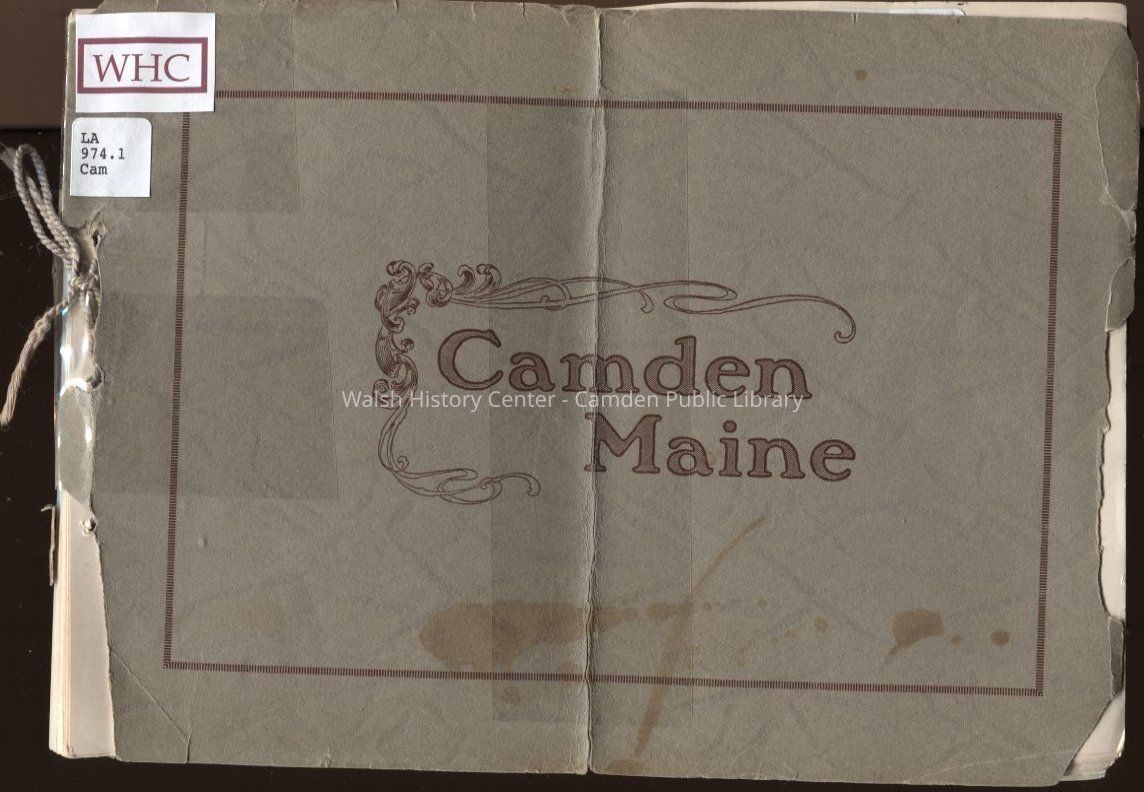 WHC
LA
974.1
Cam
Camden
Walsh History Center - Camden Public Library
Maine